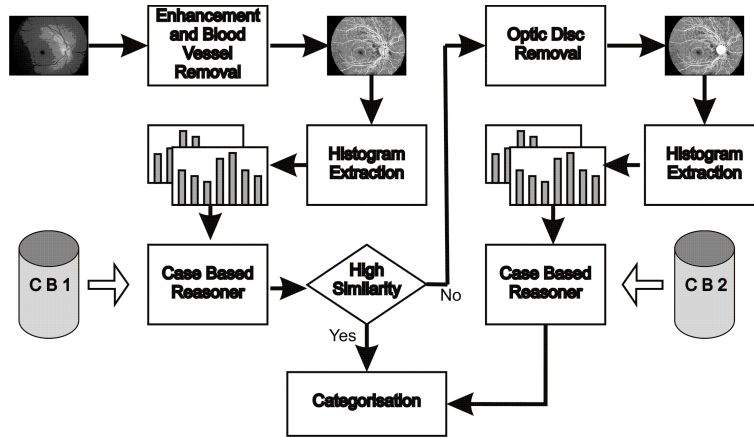 Enhancement
and Blood
Vessel
Removal
Optic Disc
Removal
Histogram
Extraction
Histogram
Extraction
C B 1
Case Based
Reasoner
High
Similarity
No
Yes
Case Based
Reasoner
C B 2
Categorisation